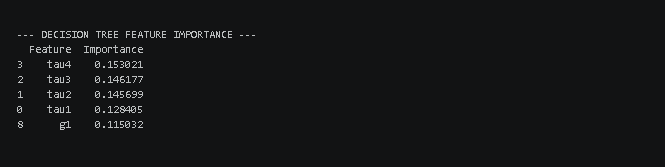 --- DECISION TREE FEATURE IMPORTANCE ---
Feature Importance
3 tau4 0.153021
2 tau3 0.146177
1 tau2 0.145699
0 tau1 0.128405
8 g1 0.115032